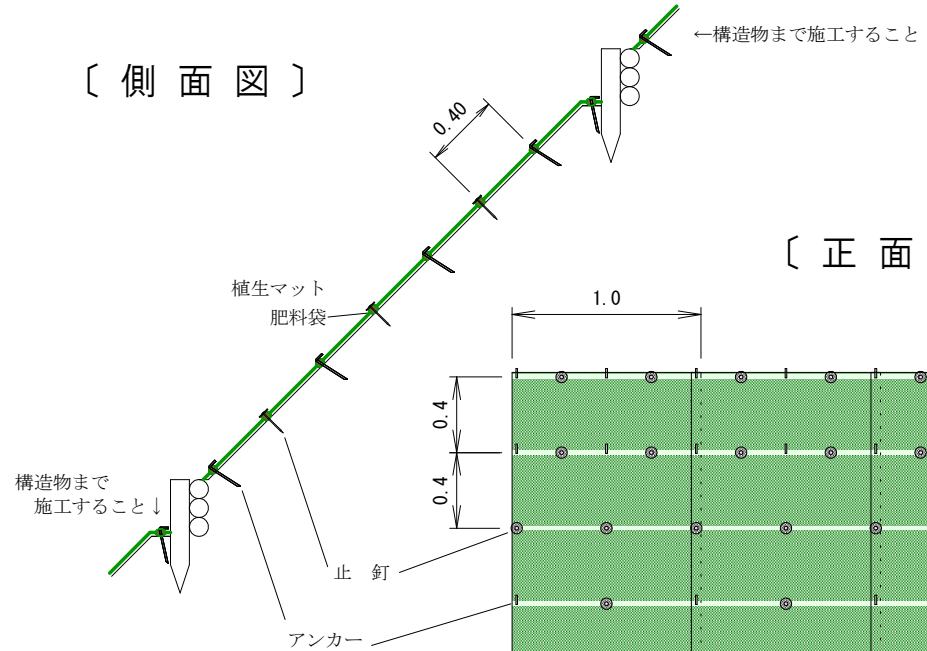 ←構造物まで施工すること
〔 側 面 図 〕
0.40
〔 正 面
植生マット
肥料袋
1.0
0.4
0.4
構造物まで
施工すること↓
止 釘
アンカー